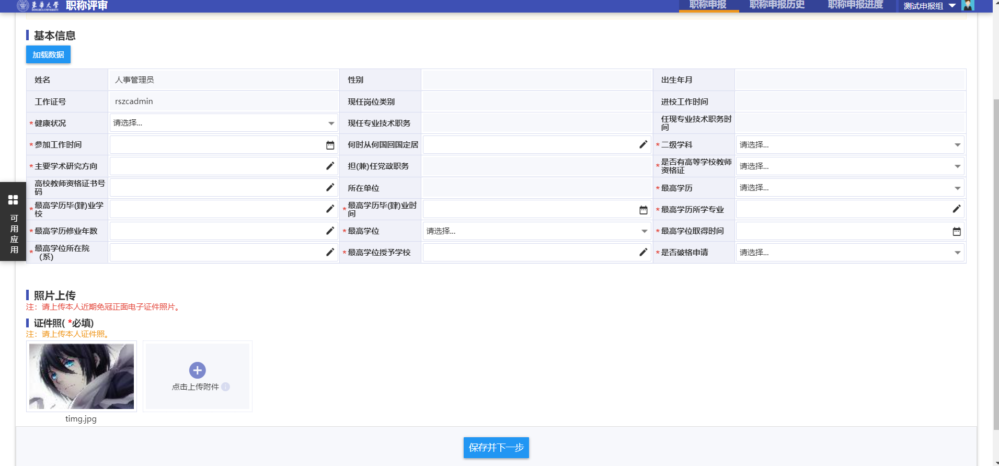 東華大學 职称评审 职称申报 职称申报历史 职称申报进度 测试申报组
DONGHUA UNIVERSITY
基本信息
加载数据
姓名 人事管理员 性别 出生年月
工作证号 rszcadmin 现任岗位类别 进校工作时间
*健康状况 请选择... 现任专业技术职务 任现专业技术职务时
间
*参加工作时间 何时从何国回国定居 *二级学科 请选择...
*主要学术研究方向 担(兼)任党政职务 *是否有高等学校教师
资格证 请选择...
高校教师资格证书号
码 所在单位 *最高学历 请选择...
*最高学历毕(肄)业学
校 *最高学历毕(肄)业时
间 *最高学历所学专业
*最高学历修业年数 *最高学位 请选择... *最高学位取得时间
*最高学位所在院
(系) *最高学位授予学校 *是否破格申请 请选择...
可
用
应
用
照片上传
注：请上传本人近期免冠正面电子证件照片。
证件照( *必填)
注：请上传本人证件照。
点击上传附件
timg.jpg
保存并下一步